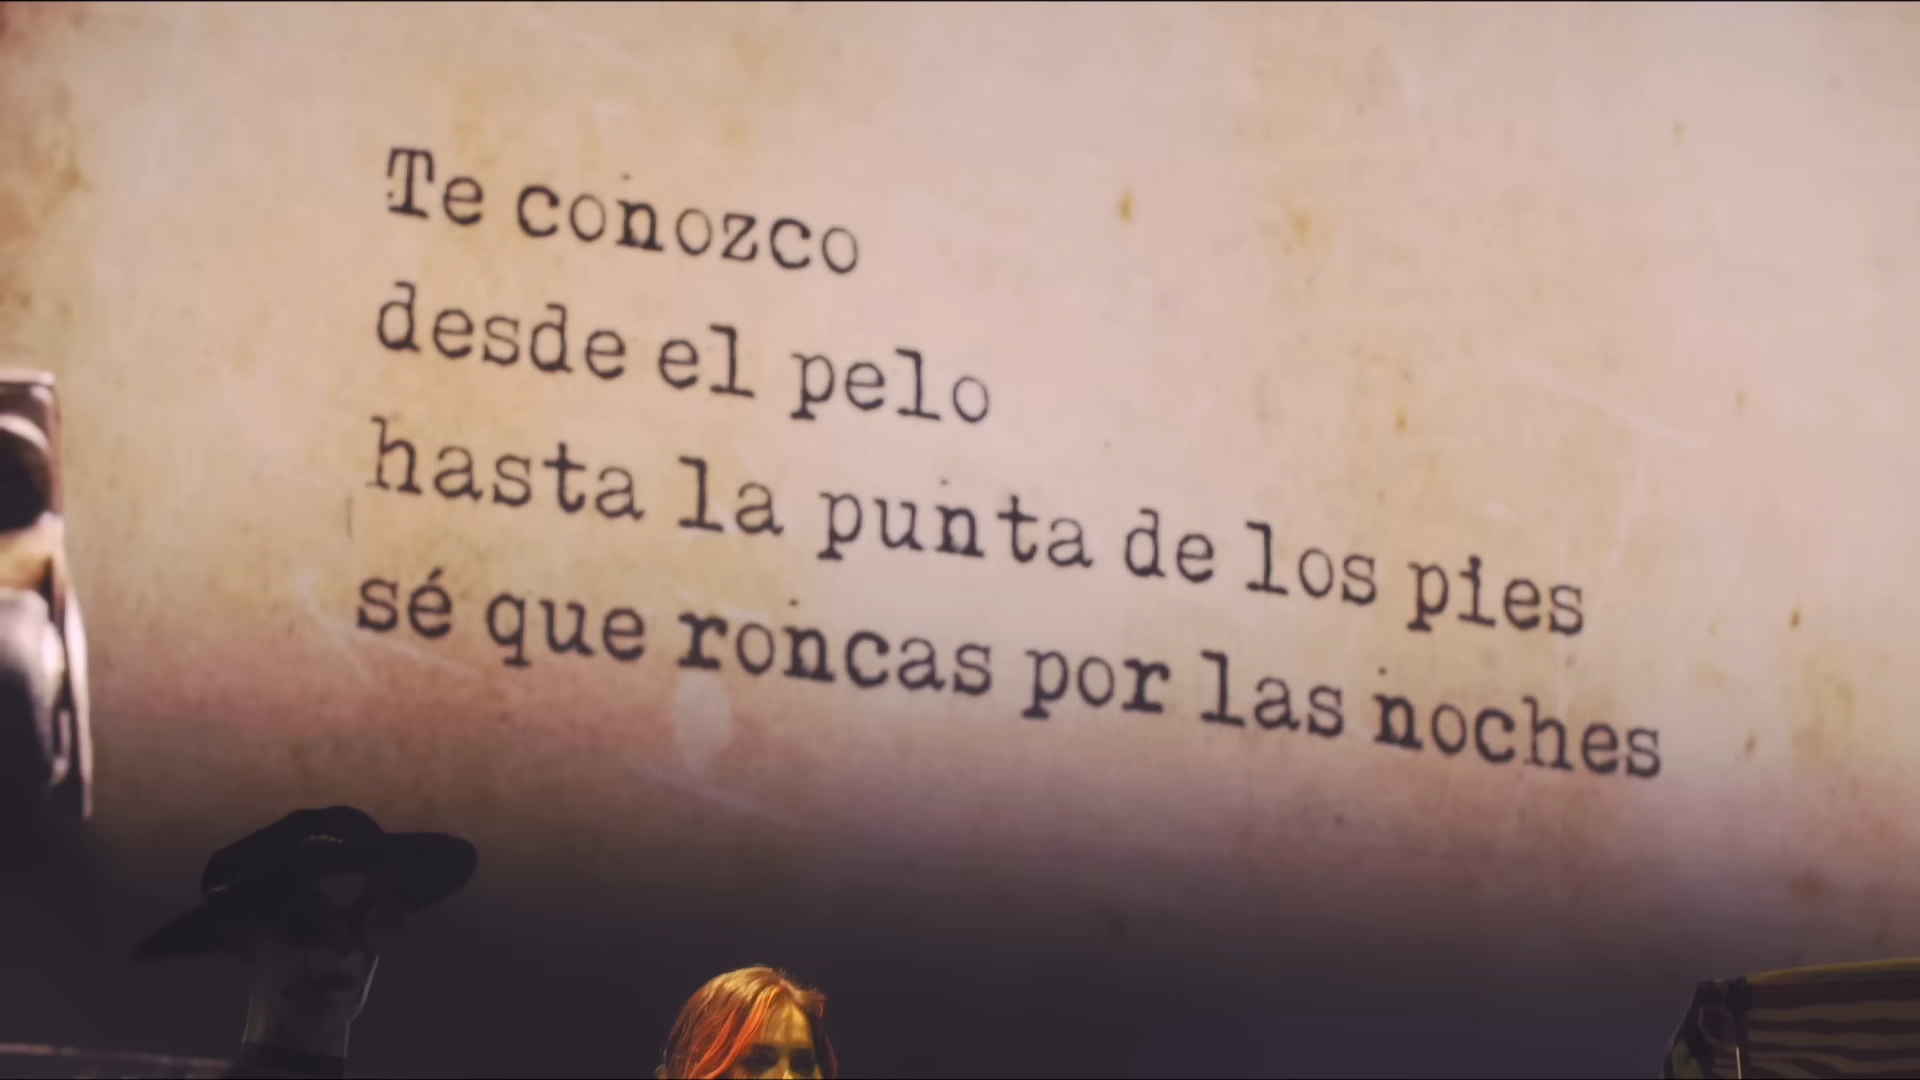 Te conozco
desde el pelo
hasta la punta de los pies
sé que roncas por las noches